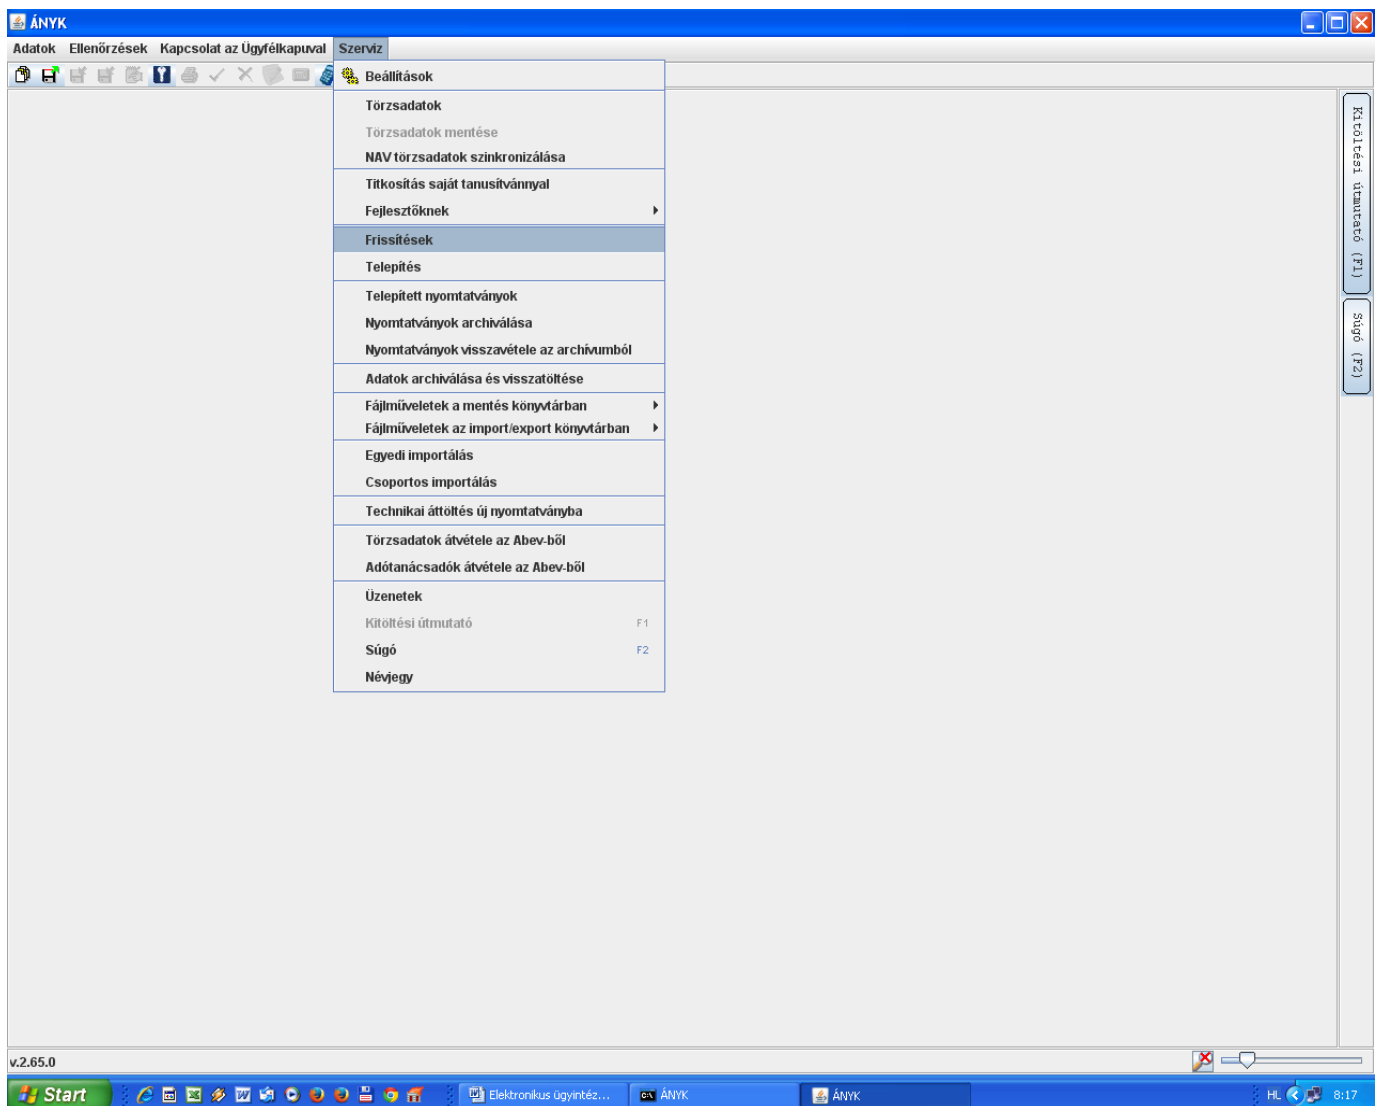 ÁNYK
Adatok Ellenőrzések Kapcsolat az Ügyfélkapuval Szerviz
Beállítások
Törzsadatok
Törzsadatok mentése
NAV törzsadatok szinkronizálása
Titkosítás saját tanusítvánnyal
Fejlesztőknek
Frissítések
Telepítés
Telepített nyomtatványok
Nyomtatványok archiválása
Nyomtatványok visszavétele az archívumból
Adatok archiválása és visszatöltése
Fájlműveletek a mentés könyvtárban
Fájlműveletek az import/export könyvtárban
Egyedi importálás
Csoportos importálás
Technikai áttöltés új nyomtatványba
Törzsadatok átvétele az Abev-ből
Adótanácsadók átvétele az Abev-ből
Üzenetek
Kitöltési útmutató F1
Súgó F2
Névjegy
Kitöltési útmutató (F1)
Súgó (F2)
v.2.65.0
Start Elektronikus ügyintéz... ÁNYK ÁNYK HL 8:17